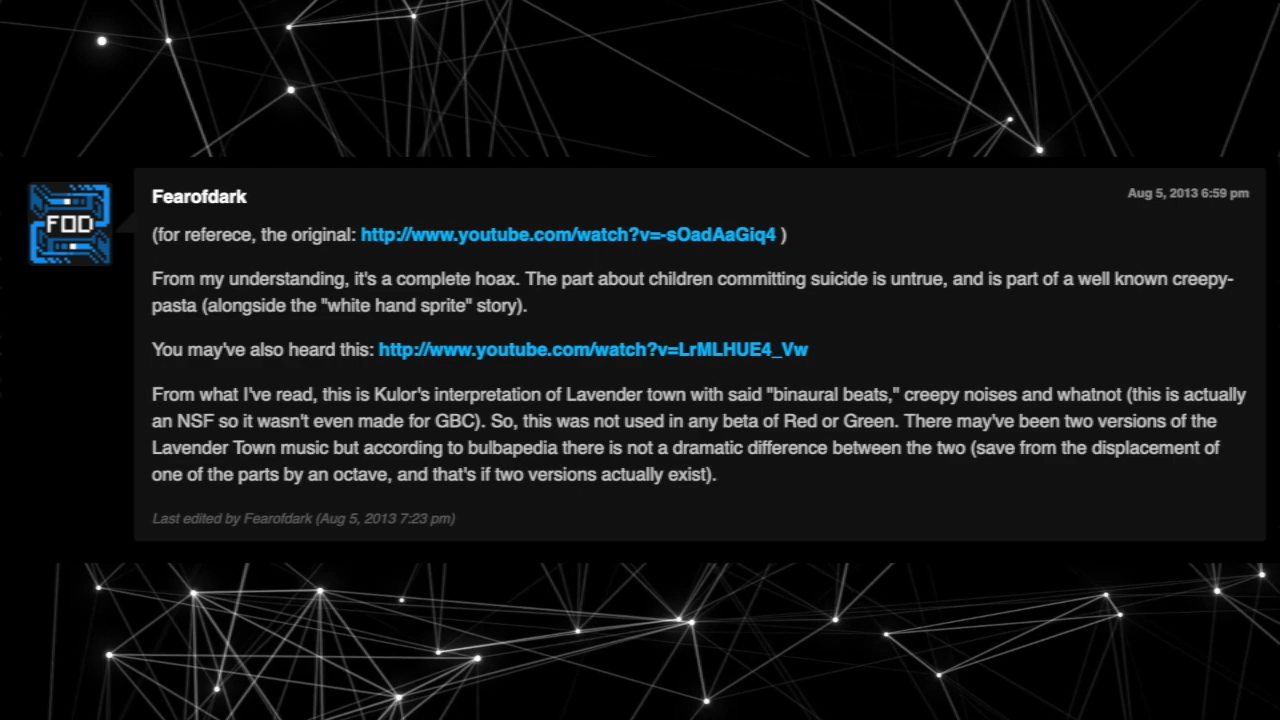 FOD
Fearofdark
Aug 5, 2013 6:59 pm
(for referece, the original: http://www.youtube.com/watch?v=-sOadAaGiq4 )
From my understanding, it's a complete hoax. The part about children committing suicide is untrue, and is part of a well known creepy-
pasta (alongside the "white hand sprite" story).
You may've also heard this: http://www.youtube.com/watch?v=LrMLHUE4_Vw
From what I've read, this is Kulor's interpretation of Lavender town with said "binaural beats," creepy noises and whatnot (this is actually
an NSF so it wasn't even made for GBC). So, this was not used in any beta of Red or Green. There may've been two versions of the
Lavender Town music but according to bulbapedia there is not a dramatic difference between the two (save from the displacement of
one of the parts by an octave, and that's if two versions actually exist).
Last edited by Fearofdark (Aug 5, 2013 7:23 pm)